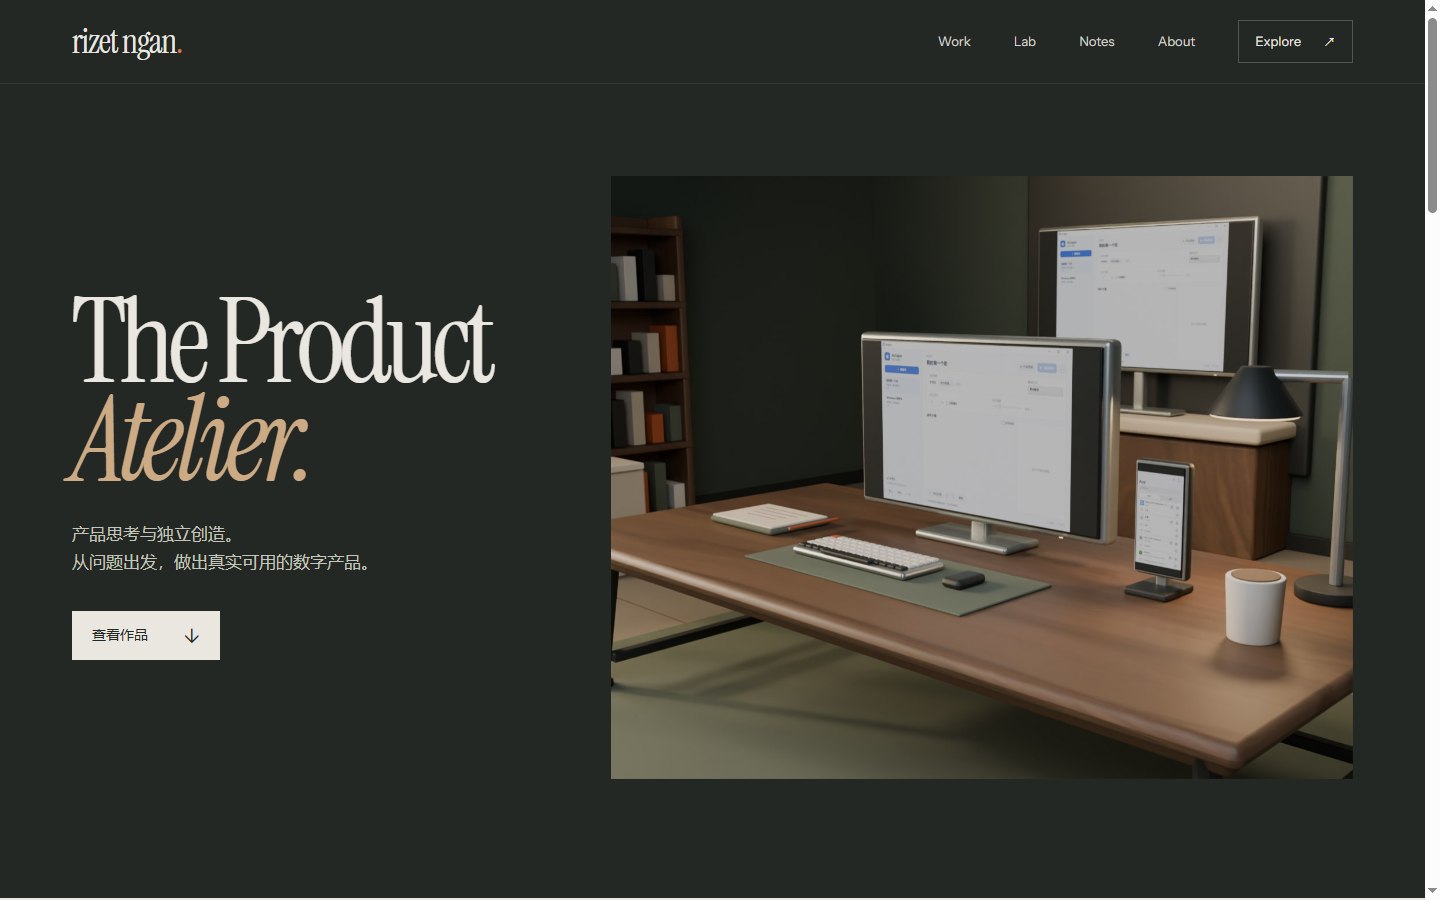 rizet ngan.
Work
Lab
Notes
About
Explore ↗
The Product
Atelier.
产品思考与独立创造。
从问题出发，做出真实可用的数字产品。
查看作品 ↓